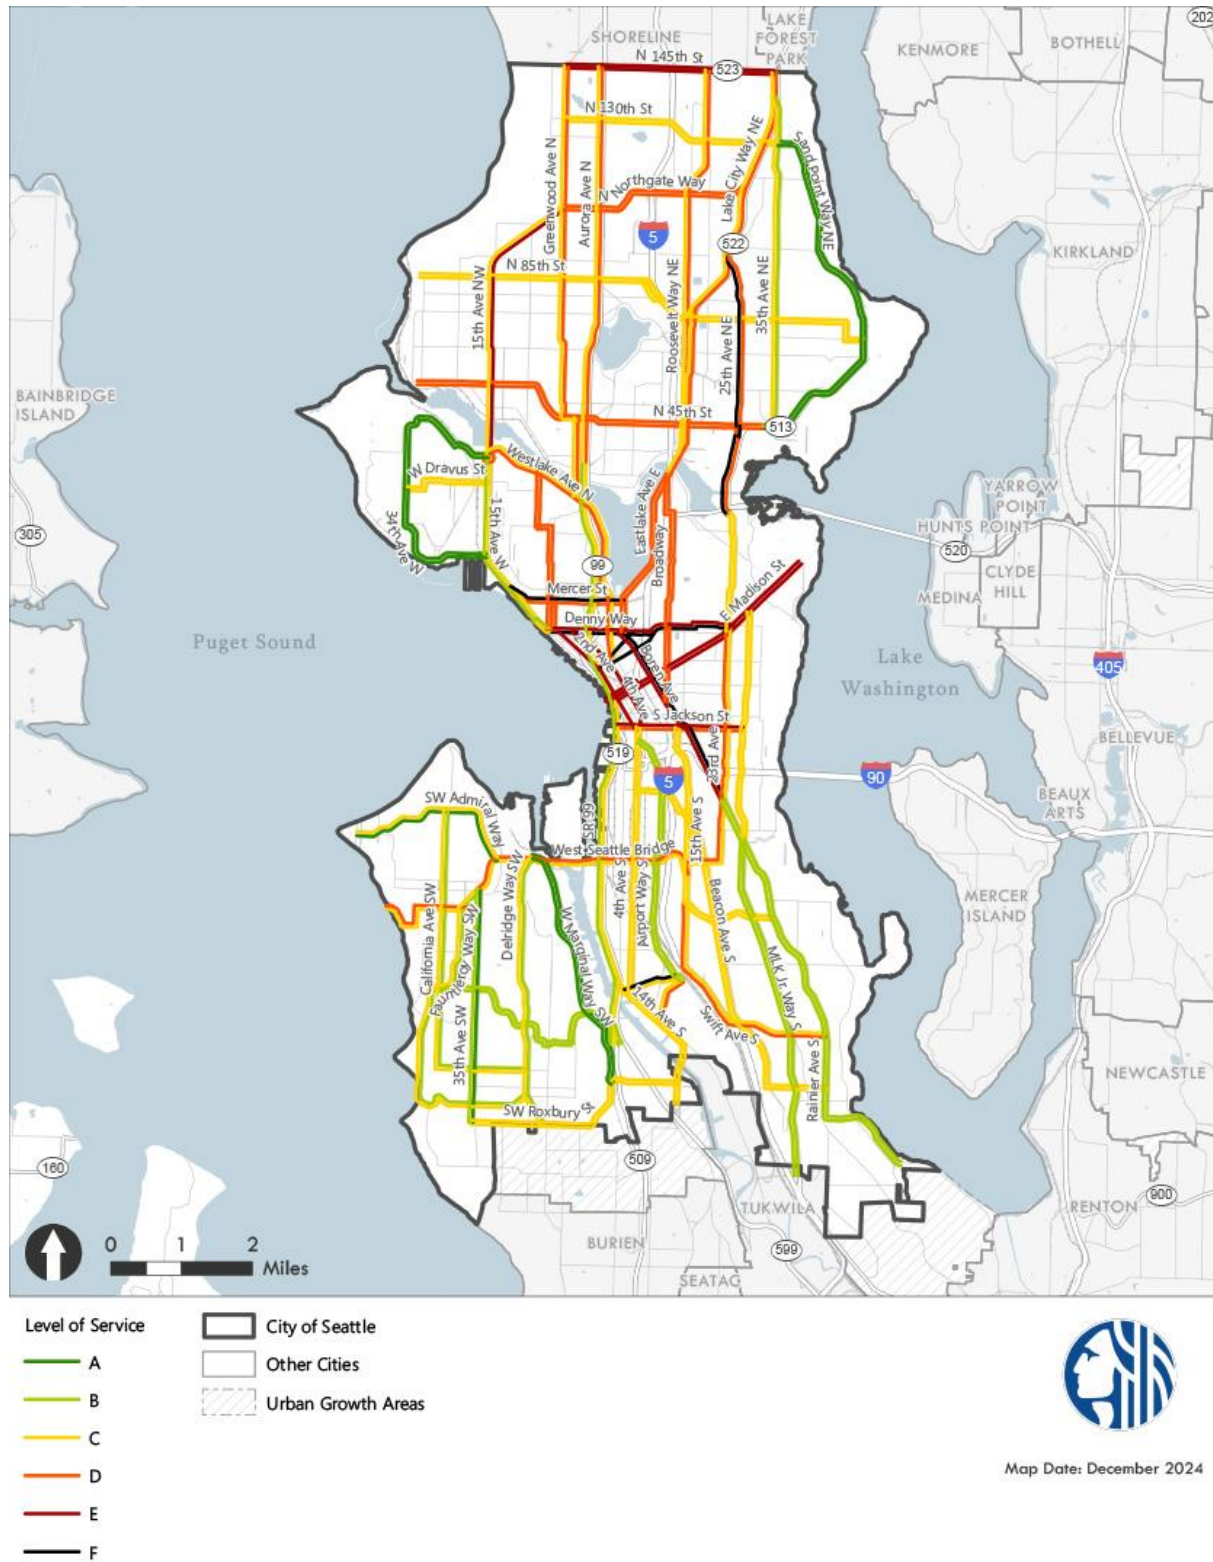 202
LAKE
FOREST
PARK
SHORELINE
KENMORE
BOTHELL
N 145th St
523
N 130th St
Sand Point Way NE
Lake City Way NE
Greenwood Ave N
Aurora Ave N
N Northgate Way
5
522
KIRKLAND
N 85th St
15th Ave NW
Roosevelt Way NE
35th Ave NE
25th Ave NE
BAINBRIDGE
ISLAND
N 45th St
513
W Dravus St
Westlake Ave N
15th Ave W
34th Ave W
Eastlake Ave E
Broadway
YARROW
POINT
HUNTS POINT
305
520
CLYDE
HILL
MEDINA
99
Mercer St
E Madison St
Denny Way
Puget Sound
2nd Ave
Boren Ave
4th Ave
Lake
Washington
405
S Jackson St
23rd Ave
519
BELLEVUE
5
90
BEAUX
ARTS
SW Admiral Way
SR 99
15th Ave S
West Seattle Bridge
California Ave SW
Fauntleroy Way SW
Delridge Way SW
W Marginal Way SW
4th Ave S
Airport Way S
Beacon Ave S
MERCER
ISLAND
MLK Jr. Way S
14th Ave S
Swift Ave S
35th Ave SW
Rainier Ave S
NEWCASTLE
SW Roxbury St
160
509
TUKWILA
RENTON
900
BURIEN
599
SEATAC
0 1 2
Miles
Level of Service
A
B
C
D
E
F
City of Seattle
Other Cities
Urban Growth Areas
Map Date: December 2024